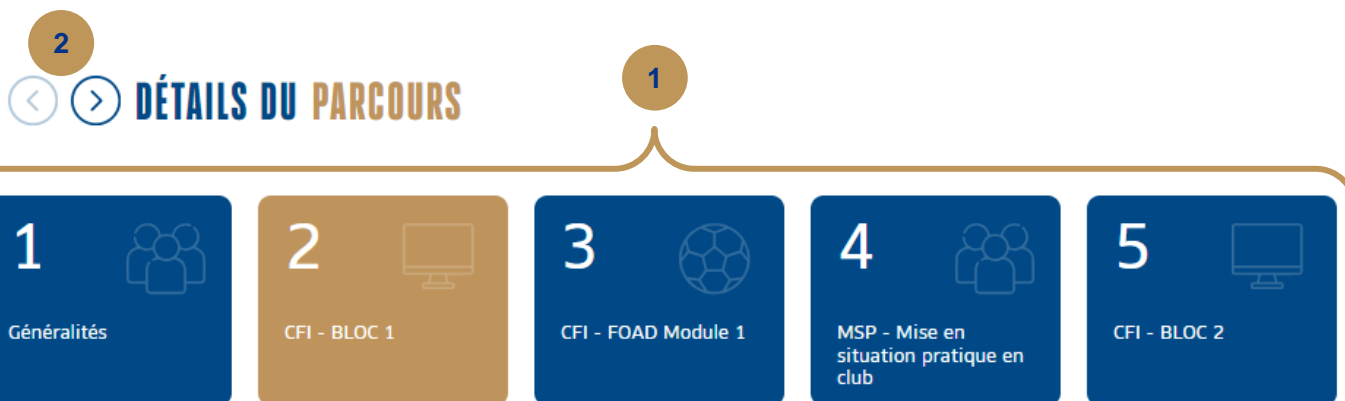 2
DÉTAILS DU PARCOURS
1
1
Généralités
2
CFI - BLOC 1
3
CFI - FOAD Module 1
4
MSP - Mise en
situation pratique en
club
5
CFI - BLOC 2